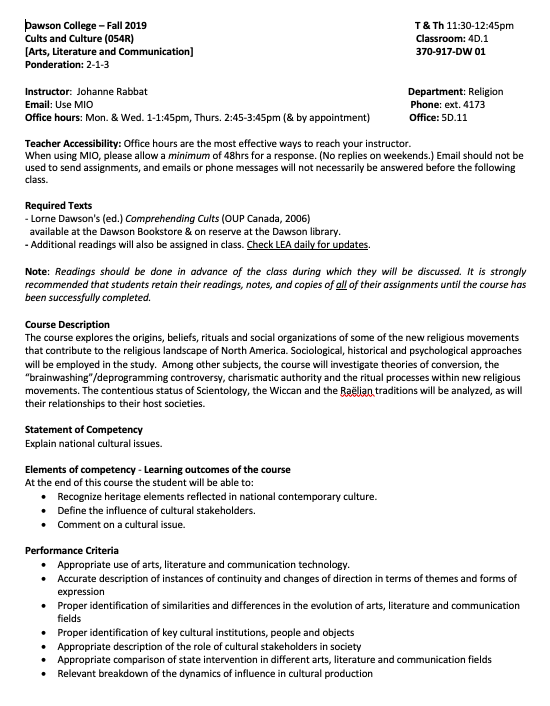 Dawson College – Fall 2019 T & Th 11:30-12:45pm
Cults and Culture (054R) Classroom: 4D.1
[Arts, Literature and Communication] 370-917-DW 01
Ponderation: 2-1-3
Instructor: Johanne Rabbat Department: Religion
Email: Use MIO Phone: ext. 4173
Office hours: Mon. & Wed. 1-1:45pm, Thurs. 2:45-3:45pm (& by appointment) Office: 5D.11
Teacher Accessibility: Office hours are the most effective ways to reach your instructor.
When using MIO, please allow a minimum of 48hrs for a response. (No replies on weekends.) Email should not be
used to send assignments, and emails or phone messages will not necessarily be answered before the following
class.
Required Texts
- Lorne Dawson's (ed.) Comprehending Cults (OUP Canada, 2006)
available at the Dawson Bookstore & on reserve at the Dawson library.
- Additional readings will also be assigned in class. Check LEA daily for updates.
Note: Readings should be done in advance of the class during which they will be discussed. It is strongly
recommended that students retain their readings, notes, and copies of all of their assignments until the course has
been successfully completed.
Course Description
The course explores the origins, beliefs, rituals and social organizations of some of the new religious movements
that contribute to the religious landscape of North America. Sociological, historical and psychological approaches
will be employed in the study. Among other subjects, the course will investigate theories of conversion, the
“brainwashing”/deprogramming controversy, charismatic authority and the ritual processes within new religious
movements. The contentious status of Scientology, the Wiccan and the Raëlian traditions will be analyzed, as will
their relationships to their host societies.
Statement of Competency
Explain national cultural issues.
Elements of competency - Learning outcomes of the course
At the end of this course the student will be able to:
• Recognize heritage elements reflected in national contemporary culture.
• Define the influence of cultural stakeholders.
• Comment on a cultural issue.
Performance Criteria
• Appropriate use of arts, literature and communication technology.
• Accurate description of instances of continuity and changes of direction in terms of themes and forms of
expression
• Proper identification of similarities and differences in the evolution of arts, literature and communication
fields
• Proper identification of key cultural institutions, people and objects
• Appropriate description of the role of cultural stakeholders in society
• Appropriate comparison of state intervention in different arts, literature and communication fields
• Relevant breakdown of the dynamics of influence in cultural production